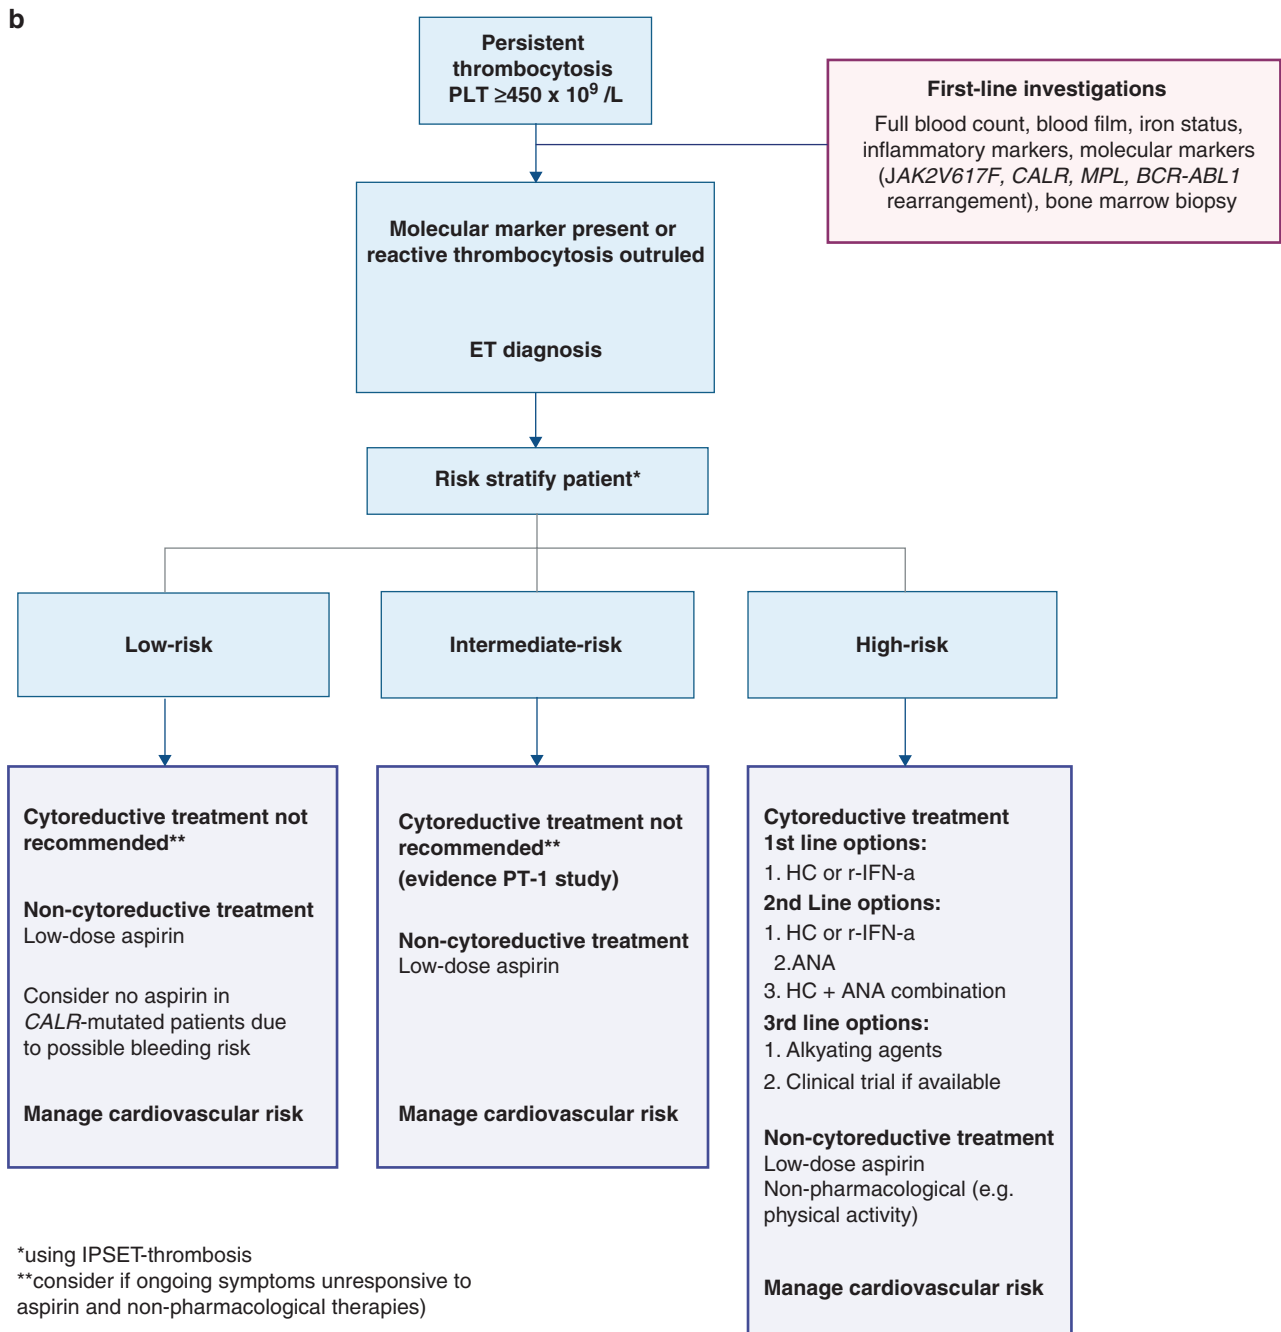 b
Persistent
thrombocytosis
PLT ≥450 x 10⁹ /L
First-line investigations
Full blood count, blood film, iron status,
inflammatory markers, molecular markers
(JAK2V617F, CALR, MPL, BCR-ABL1
rearrangement), bone marrow biopsy
Molecular marker present or
reactive thrombocytosis outruled
ET diagnosis
Risk stratify patient*
Low-risk
Intermediate-risk
High-risk
Cytoreductive treatment not
recommended**
Non-cytoreductive treatment
Low-dose aspirin
Consider no aspirin in
CALR-mutated patients due
to possible bleeding risk
Manage cardiovascular risk
Cytoreductive treatment not
recommended**
(evidence PT-1 study)
Non-cytoreductive treatment
Low-dose aspirin
Manage cardiovascular risk
Cytoreductive treatment
1st line options:
1. HC or r-IFN-a
2nd Line options:
1. HC or r-IFN-a
2.ANA
3. HC + ANA combination
3rd line options:
1. Alkyating agents
2. Clinical trial if available
Non-cytoreductive treatment
Low-dose aspirin
Non-pharmacological (e.g.
physical activity)
Manage cardiovascular risk
*using IPSET-thrombosis
**consider if ongoing symptoms unresponsive to
aspirin and non-pharmacological therapies)